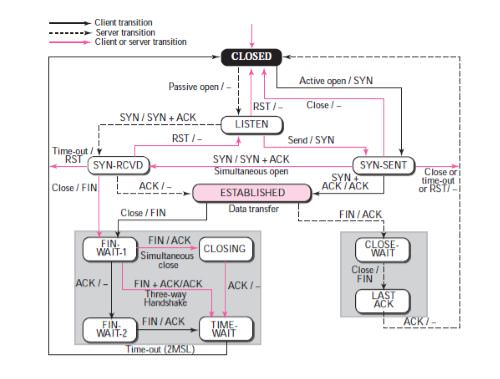 Client transition
Server transition
Client or server transition
CLOSED
Passive open / –
Active open / SYN
RST / –
Close / –
SYN / SYN + ACK
LISTEN
RST / –
Send / SYN
Time-out /
RST
SYN-RCVD
SYN / SYN + ACK
Simultaneous open
SYN-SENT
Close or
time-out
or RST / –
Close / FIN
ACK / –
SYN +
ACK / ACK
ESTABLISHED
Data transfer
Close / FIN
FIN / ACK
FIN-
WAIT-1
FIN / ACK
Simultaneous
close
CLOSING
CLOSE-
WAIT
ACK / –
FIN + ACK/ACK
Three-way
Handshake
ACK / –
Close /
FIN
LAST
ACK
FIN-
WAIT-2
FIN / ACK
TIME-
WAIT
ACK / –
Time-out (2MSL)